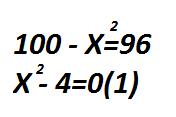 100 - X²=96
X²- 4=0(1)